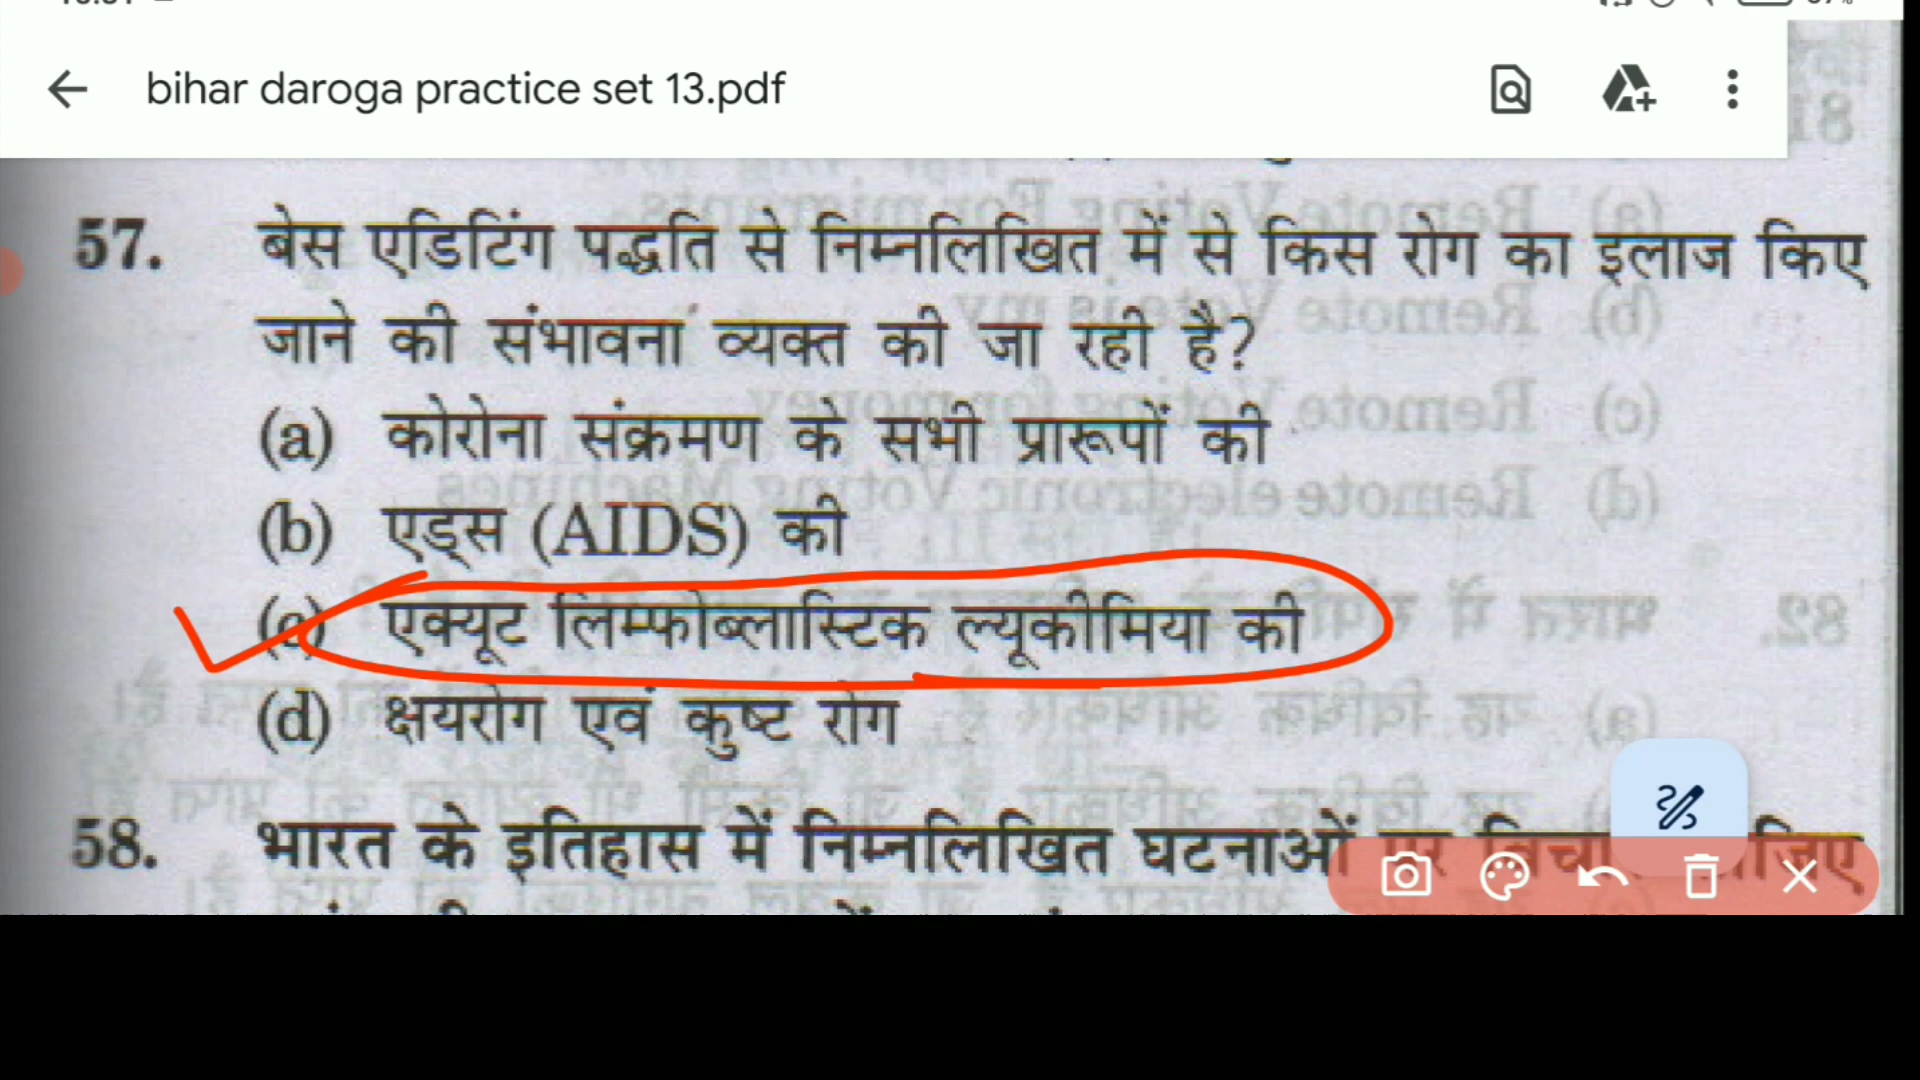 bihar daroga practice set 13.pdf
57. बेस एडिटिंग पद्धति से निम्नलिखित में से किस रोग का इलाज किए
जाने की संभावना व्यक्त की जा रही है?
(a) कोरोना संक्रमण के सभी प्रारूपों की
(b) एड्स (AIDS) की
(c) एक्यूट लिम्फोब्लास्टिक ल्यूकीमिया की
(d) क्षयरोग एवं कुष्ट रोग
58. भारत के इतिहास में निम्नलिखित घटनाओं पर